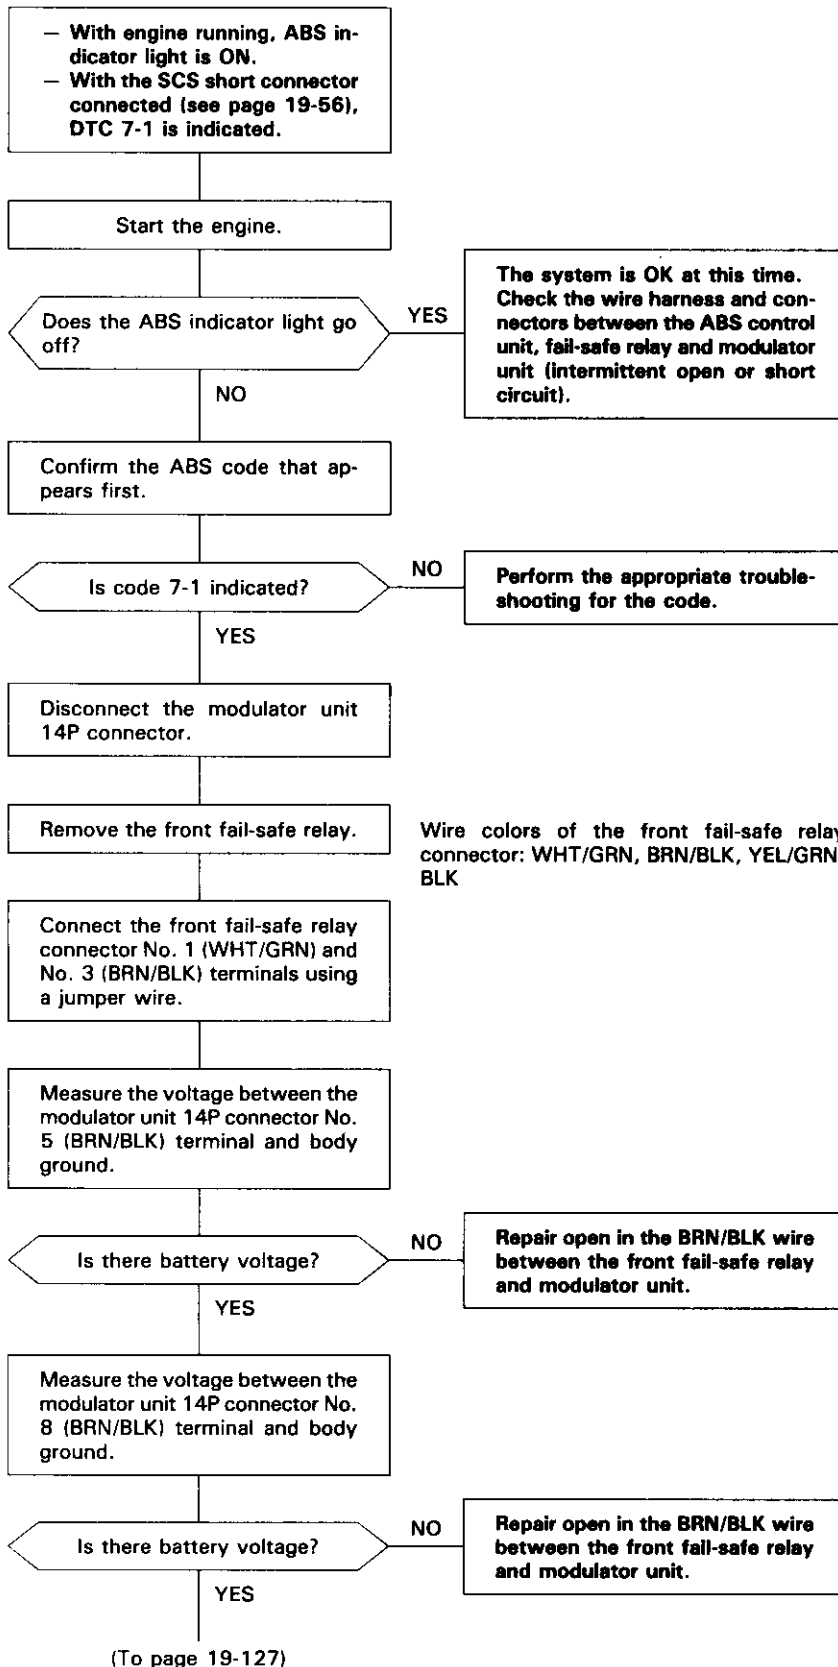 — With engine running, ABS in-
dicator light is ON.
— With the SCS short connector
connected (see page 19-56),
DTC 7-1 is indicated.
Start the engine.
Does the ABS indicator light go
off?
YES
The system is OK at this time.
Check the wire harness and con-
nectors between the ABS control
unit, fail-safe relay and modulator
unit (intermittent open or short
circuit).
NO
Confirm the ABS code that ap-
pears first.
Is code 7-1 indicated?
NO
Perform the appropriate trouble-
shooting for the code.
YES
Disconnect the modulator unit
14P connector.
Remove the front fail-safe relay.
Wire colors of the front fail-safe relay
connector: WHT/GRN, BRN/BLK, YEL/GRN
BLK
Connect the front fail-safe relay
connector No. 1 (WHT/GRN) and
No. 3 (BRN/BLK) terminals using
a jumper wire.
Measure the voltage between the
modulator unit 14P connector No.
5 (BRN/BLK) terminal and body
ground.
Is there battery voltage?
NO
Repair open in the BRN/BLK wire
between the front fail-safe relay
and modulator unit.
YES
Measure the voltage between the
modulator unit 14P connector No.
8 (BRN/BLK) terminal and body
ground.
Is there battery voltage?
NO
Repair open in the BRN/BLK wire
between the front fail-safe relay
and modulator unit.
YES
(To page 19-127)